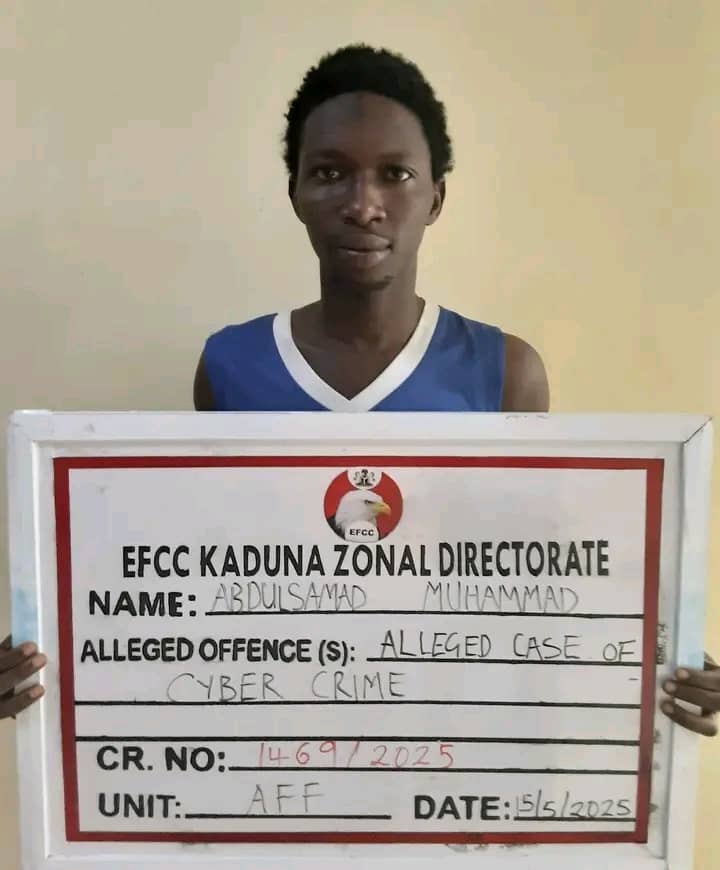 EFCC
EFCC KADUNA ZONAL DIRECTORATE
NAME: ABDULSAMAD MUHAMMAD
ALLEGED OFFENCE (S): ALLEGED CASE OF
CYBER CRIME
CR. NO: 1469/2025
UNIT: AFF DATE: 15/5/2025